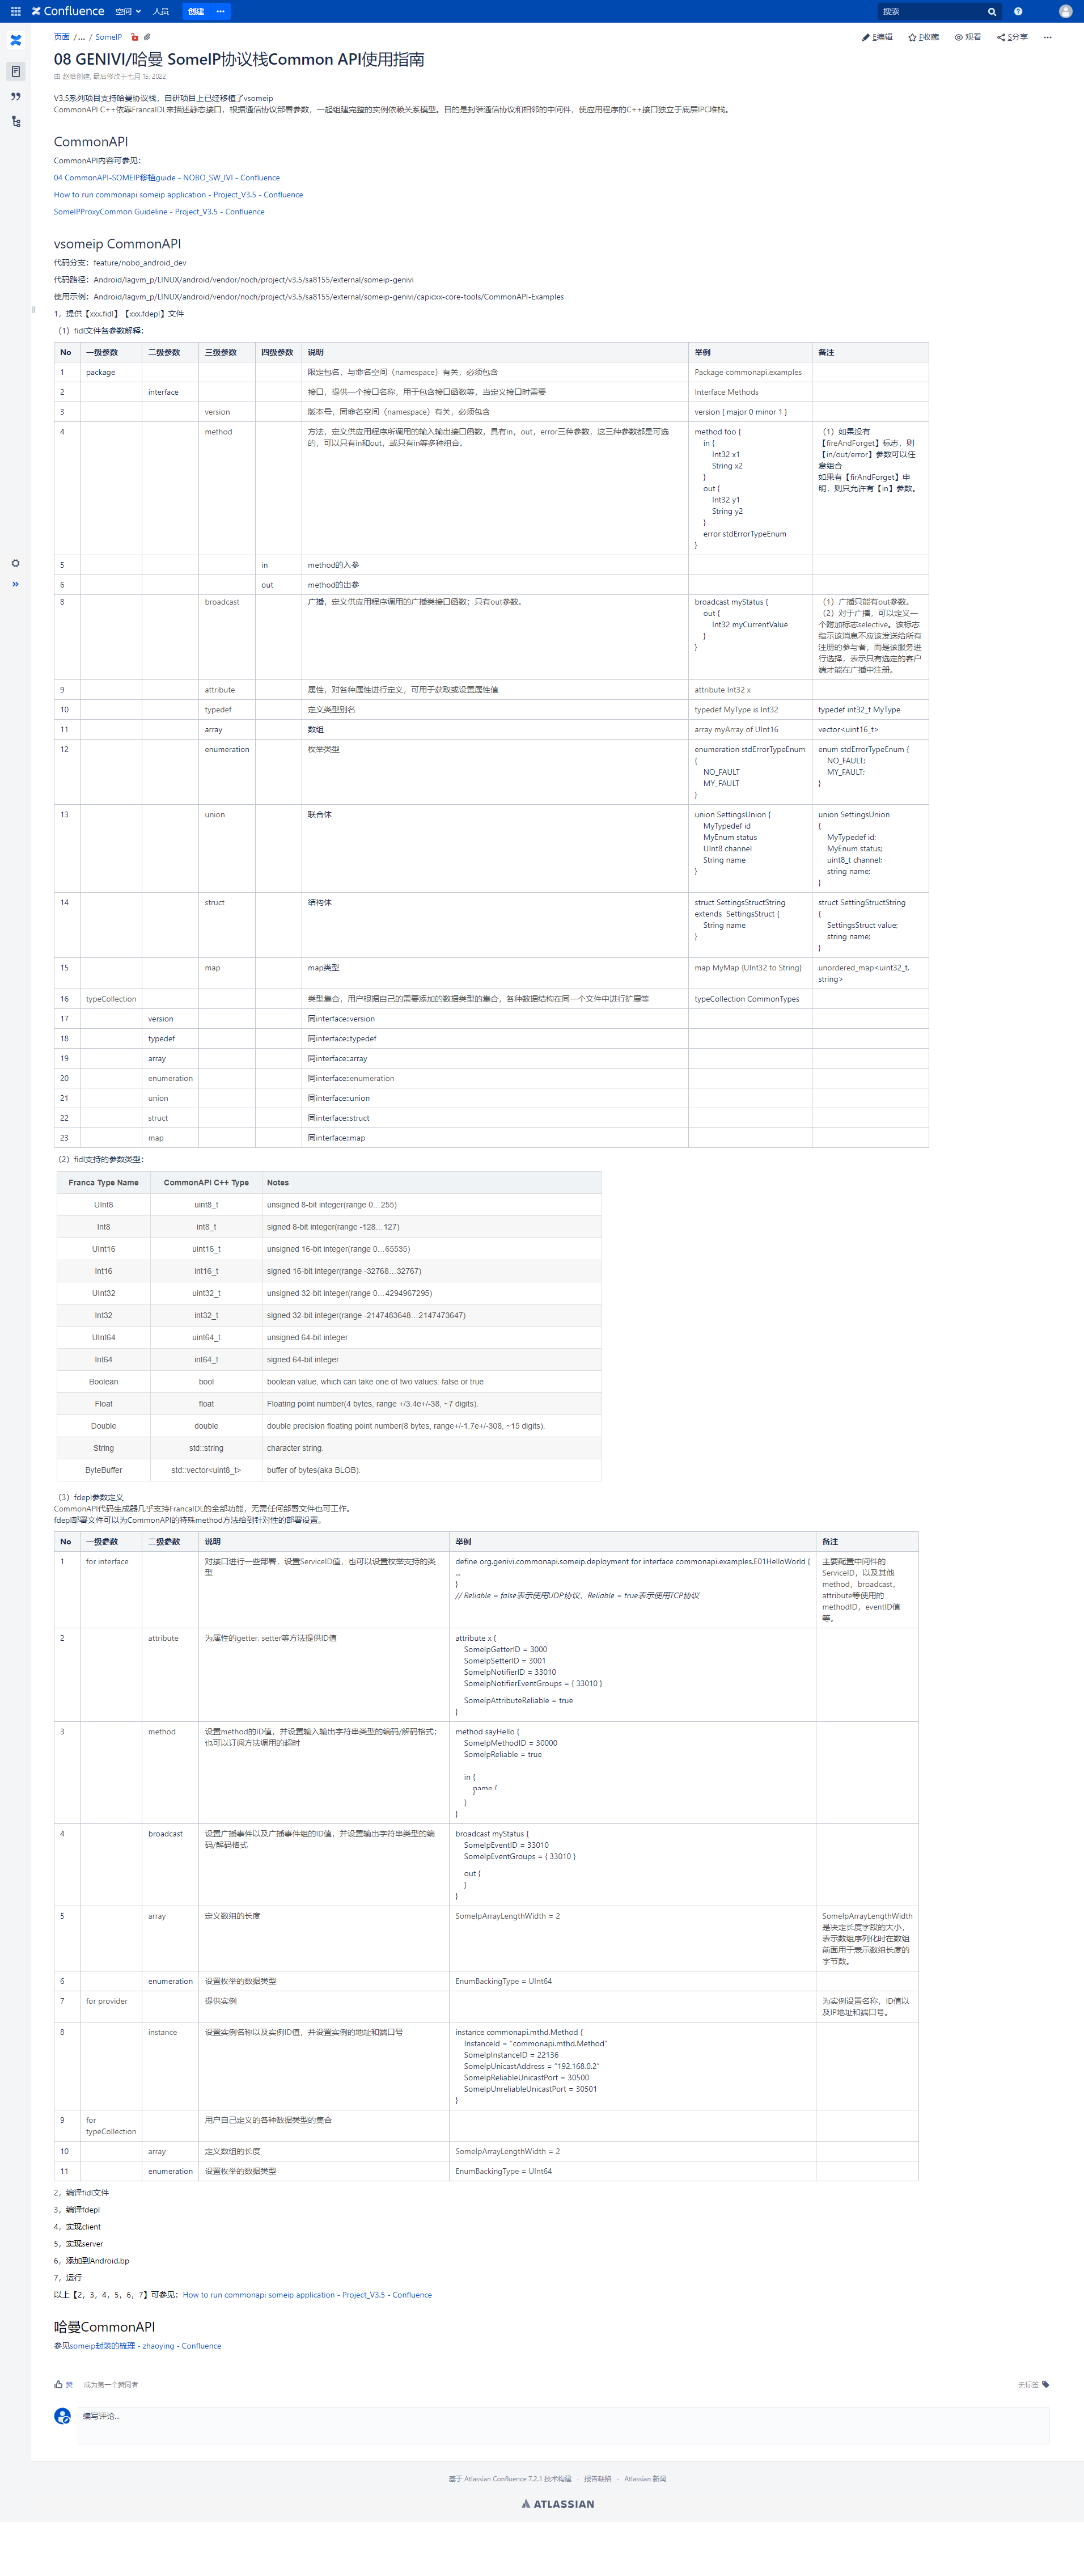 Confluence 空间 人员 创建 ··· 搜索
页面 /... / SomeIP
E编辑 F收藏 观看 S分享 ···
08 GENIVI/哈曼 SomeIP协议栈Common API使用指南
V3.5系列项目支持哈曼协议栈，自研项目上已经移植了vsomeip
CommonAPI C++依靠FrancaIDL来描述静态接口，根据通信协议部署参数，一起组建完整的实例依赖关系模型。目的是封装通信协议和相邻的中间件，使应用程序的C++接口独立于底层IPC堆栈。
CommonAPI
CommonAPI内容可参见：
04 CommonAPI-SOMEIP移植guide - NOBO_SW_IVI - Confluence
How to run commonapi someip application - Project_V3.5 - Confluence
SomeIPProxyCommon Guideline - Project_V3.5 - Confluence
vsomeip CommonAPI
代码分支：feature/nobo_android_dev
代码路径：Android/lagvm_p/LINUX/android/vendor/noch/project/v3.5/sa8155/external/someip-genivi
使用示例：Android/lagvm_p/LINUX/android/vendor/noch/project/v3.5/sa8155/external/someip-genivi/capicxx-core-tools/CommonAPI-Examples
1，提供【xxx.fidl】【xxx.fdepl】文件
（1）fidl文件各参数解释：
No 一级参数 二级参数 三级参数 四级参数 说明 举例 备注
1 package 限定包名，与命名空间（namespace）有关，必须包含 Package commonapi.examples
2 interface 接口，提供一个接口名称，用于包含接口函数等，当定义接口时需要 Interface Methods
3 version 版本号，同命名空间（namespace）有关，必须包含 version { major 0 minor 1 }
4 method 方法，定义供应用程序所调用的输入输出接口函数，具有in，out，error三种参数，这三种参数都是可选
的，可以只有in和out，或只有in等多种组合。
method foo {
in {
Int32 x1
String x2
}
out {
Int32 y1
String y2
}
error stdErrorTypeEnum
}
（1）如果没有
【fireAndForget】标志，则
【in/out/error】参数可以任
意组合
如果有【firAndForget】申
明，则只允许有【in】参数。
5 in method的入参
6 out method的出参
8 broadcast 广播，定义供应用程序调用的广播类接口函数；只有out参数。
broadcast myStatus {
out {
Int32 myCurrentValue
}
}
（1）广播只能有out参数。
（2）对于广播，可以定义一
个附加标志selective。该标志
指示该消息不应该发送给所有
注册的参与者，而是该服务进
行选择，表示只有选定的客户
端才能在广播中注册。
9 attribute 属性，对各种属性进行定义，可用于获取或设置属性值 attribute Int32 x
10 typedef 定义类型别名 typedef MyType is Int32 typedef int32_t MyType
11 array 数组 array myArray of UInt16 vector<uint16_t>
12 enumeration 枚举类型
enumeration stdErrorTypeEnum
{
NO_FAULT
MY_FAULT
}
enum stdErrorTypeEnum {
NO_FAULT;
MY_FAULT;
}
13 union 联合体
union SettingsUnion {
MyTypedef id
MyEnum status
UInt8 channel
String name
}
union SettingsUnion
{
MyTypedef id;
MyEnum status;
uint8_t channel;
string name;
}
14 struct 结构体
struct SettingsStructString
extends SettingsStruct {
String name
}
struct SettingStructString
{
SettingsStruct value;
string name;
}
15 map map类型 map MyMap {UInt32 to String} unordered_map<uint32_t,
string>
16 typeCollection 类型集合，用户根据自己的需要添加的数据类型的集合，各种数据结构在同一个文件中进行扩展等 typeCollection CommonTypes
17 version 同interface::version
18 typedef 同interface::typedef
19 array 同interface::array
20 enumeration 同interface::enumeration
21 union 同interface::union
22 struct 同interface::struct
23 map 同interface::map
（2）fidl支持的参数类型：
Franca Type Name CommonAPI C++ Type Notes
UInt8 uint8_t unsigned 8-bit integer(range 0…255)
Int8 int8_t signed 8-bit integer(range -128…127)
UInt16 uint16_t unsigned 16-bit integer(range 0…65535)
Int16 int16_t signed 16-bit integer(range -32768…32767)
UInt32 uint32_t unsigned 32-bit integer(range 0…4294967295)
Int32 int32_t signed 32-bit integer(range -2147483648…2147473647)
UInt64 uint64_t unsigned 64-bit integer
Int64 int64_t signed 64-bit integer
Boolean bool boolean value, which can take one of two values: false or true
Float float Floating point number(4 bytes, range +/3.4e+/-38, ~7 digits).
Double double double precision floating point number(8 bytes, range+/-1.7e+/-308, ~15 digits).
String std::string character string.
ByteBuffer std::vector<uint8_t> buffer of bytes(aka BLOB).
（3）fdepl参数定义
CommonAPI代码生成器几乎支持FrancaIDL的全部功能，无需任何部署文件也可工作。
fdepl部署文件可以为CommonAPI的特殊method方法给到针对性的部署设置。
No 一级参数 二级参数 说明 举例 备注
1 for interface 对接口进行一些部署，设置ServiceID值，也可以设置枚举支持的类
型
define org.genivi.commonapi.someip.deployment for interface commonapi.examples.E01HelloWorld {
...
}
// Reliable = false表示使用UDP协议，Reliable = true表示使用TCP协议
主要配置中间件的
ServiceID，以及其他
method，broadcast，
attribute等使用的
methodID，eventID值
等。
2 attribute 为属性的getter, setter等方法提供ID值
attribute x {
SomeIpGetterID = 3000
SomeIpSetterID = 3001
SomeIpNotifierID = 33010
SomeIpNotifierEventGroups = { 33010 }
SomeIpAttributeReliable = true
}
3 method 设置method的ID值，并设置输入输出字符串类型的编码/解码格式；
也可以订阅方法调用的超时
method sayHello {
SomeIpMethodID = 30000
SomeIpReliable = true
in {
name {
}
}
}
4 broadcast 设置广播事件以及广播事件组的ID值，并设置输出字符串类型的编
码/解码格式
broadcast myStatus {
SomeIpEventID = 33010
SomeIpEventGroups = { 33010 }
out {
}
}
5 array 定义数组的长度 SomeIpArrayLengthWidth = 2
SomeIpArrayLengthWidth
是决定长度字段的大小，
表示数组序列化时在数组
前面用于表示数组长度的
字节数。
6 enumeration 设置枚举的数据类型 EnumBackingType = UInt64
7 for provider 提供实例 为实例设置名称，ID值以
及IP地址和端口号。
8 instance 设置实例名称以及实例ID值，并设置实例的地址和端口号
instance commonapi.mthd.Method {
InstanceId = "commonapi.mthd.Method"
SomeIpInstanceID = 22136
SomeIpUnicastAddress = "192.168.0.2"
SomeIpReliableUnicastPort = 30500
SomeIpUnreliableUnicastPort = 30501
}
9 for
typeCollection
用户自己定义的各种数据类型的集合
10 array 定义数组的长度 SomeIpArrayLengthWidth = 2
11 enumeration 设置枚举的数据类型 EnumBackingType = UInt64
2，编译fidl文件
3，编译fdepl
4，实现client
5，实现server
6，添加到Android.bp
7，运行
以上【2，3，4，5，6，7】可参见：How to run commonapi someip application - Project_V3.5 - Confluence
哈曼CommonAPI
参见someip封装的梳理 - zhaoying - Confluence
赞 成为第一个赞同者 无标签
编写评论...
基于 Atlassian Confluence 7.2.1 技术构建 · 报告缺陷 · Atlassian 新闻
ATLASSIAN